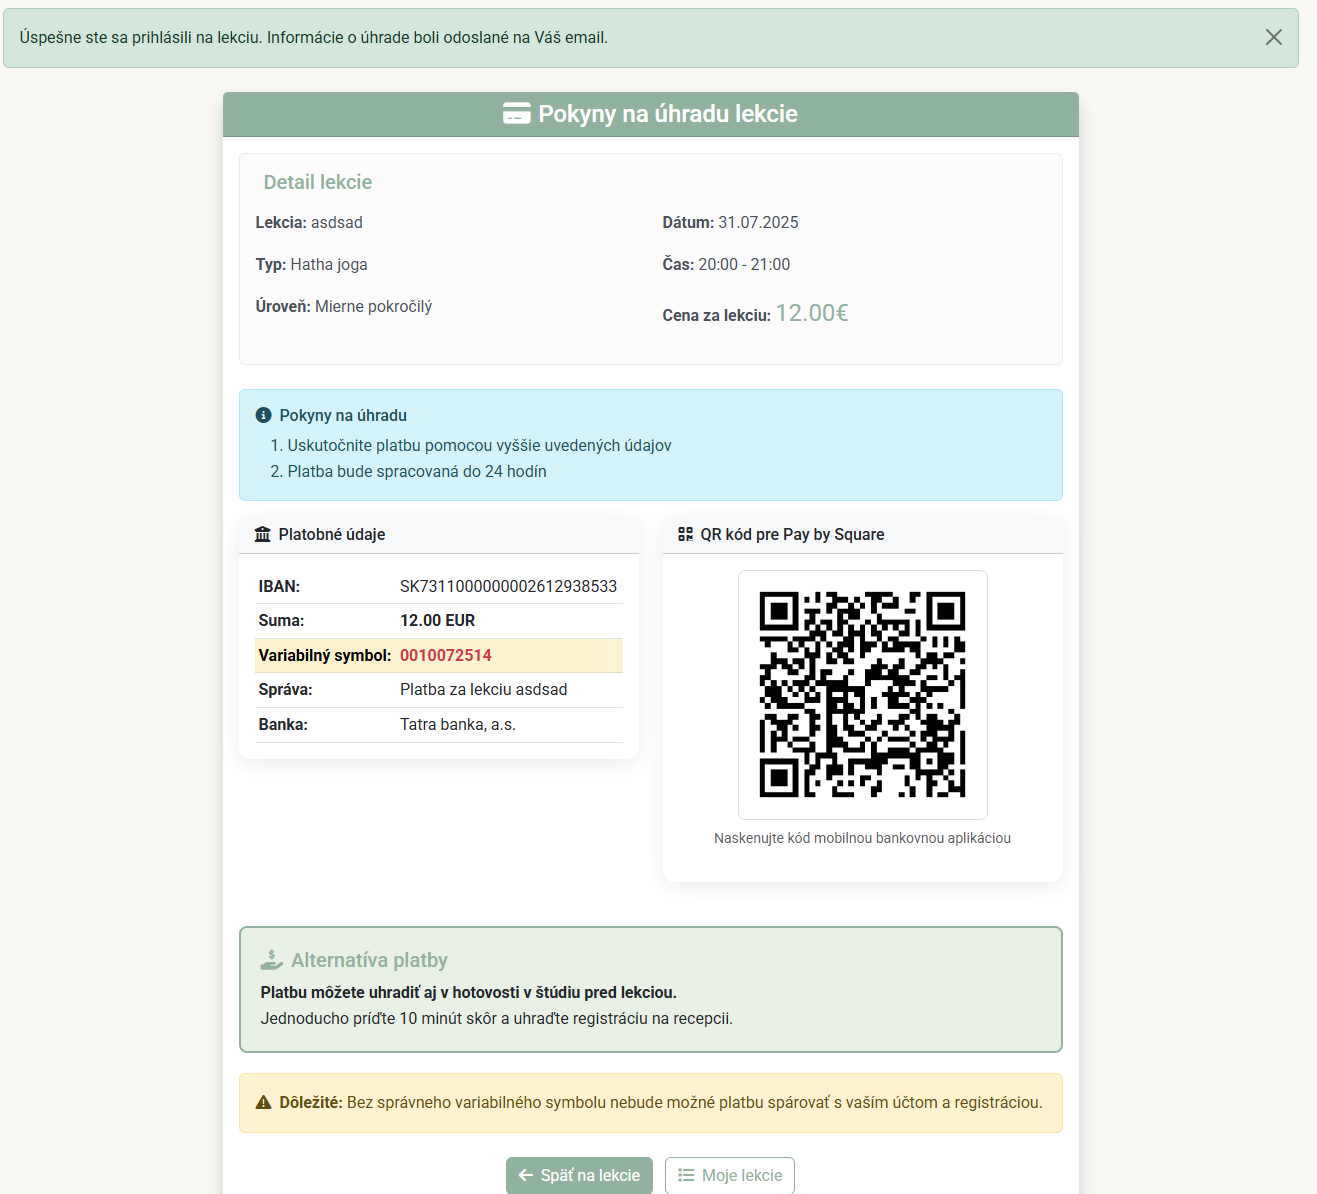 Úspešne ste sa prihlásili na lekciu. Informácie o úhrade boli odoslané na Váš email.
Pokyny na úhradu lekcie
Detail lekcie
Lekcia: asdsad
Dátum: 31.07.2025
Typ: Hatha joga
Čas: 20:00 - 21:00
Úroveň: Mierne pokročilý
Cena za lekciu: 12.00€
Pokyny na úhradu
1. Uskutočnite platbu pomocou vyššie uvedených údajov
2. Platba bude spracovaná do 24 hodín
Platobné údaje
IBAN: SK7311000000002612938533
Suma: 12.00 EUR
Variabilný symbol: 0010072514
Správa: Platba za lekciu asdsad
Banka: Tatra banka, a.s.
QR kód pre Pay by Square
Naskenujte kód mobilnou bankovnou aplikáciou
Alternatíva platby
Platbu môžete uhradiť aj v hotovosti v štúdiu pred lekciou.
Jednoducho príďte 10 minút skôr a uhraďte registráciu na recepcii.
Dôležité: Bez správneho variabilného symbolu nebude možné platbu spárovať s vaším účtom a registráciou.
Späť na lekcie
Moje lekcie